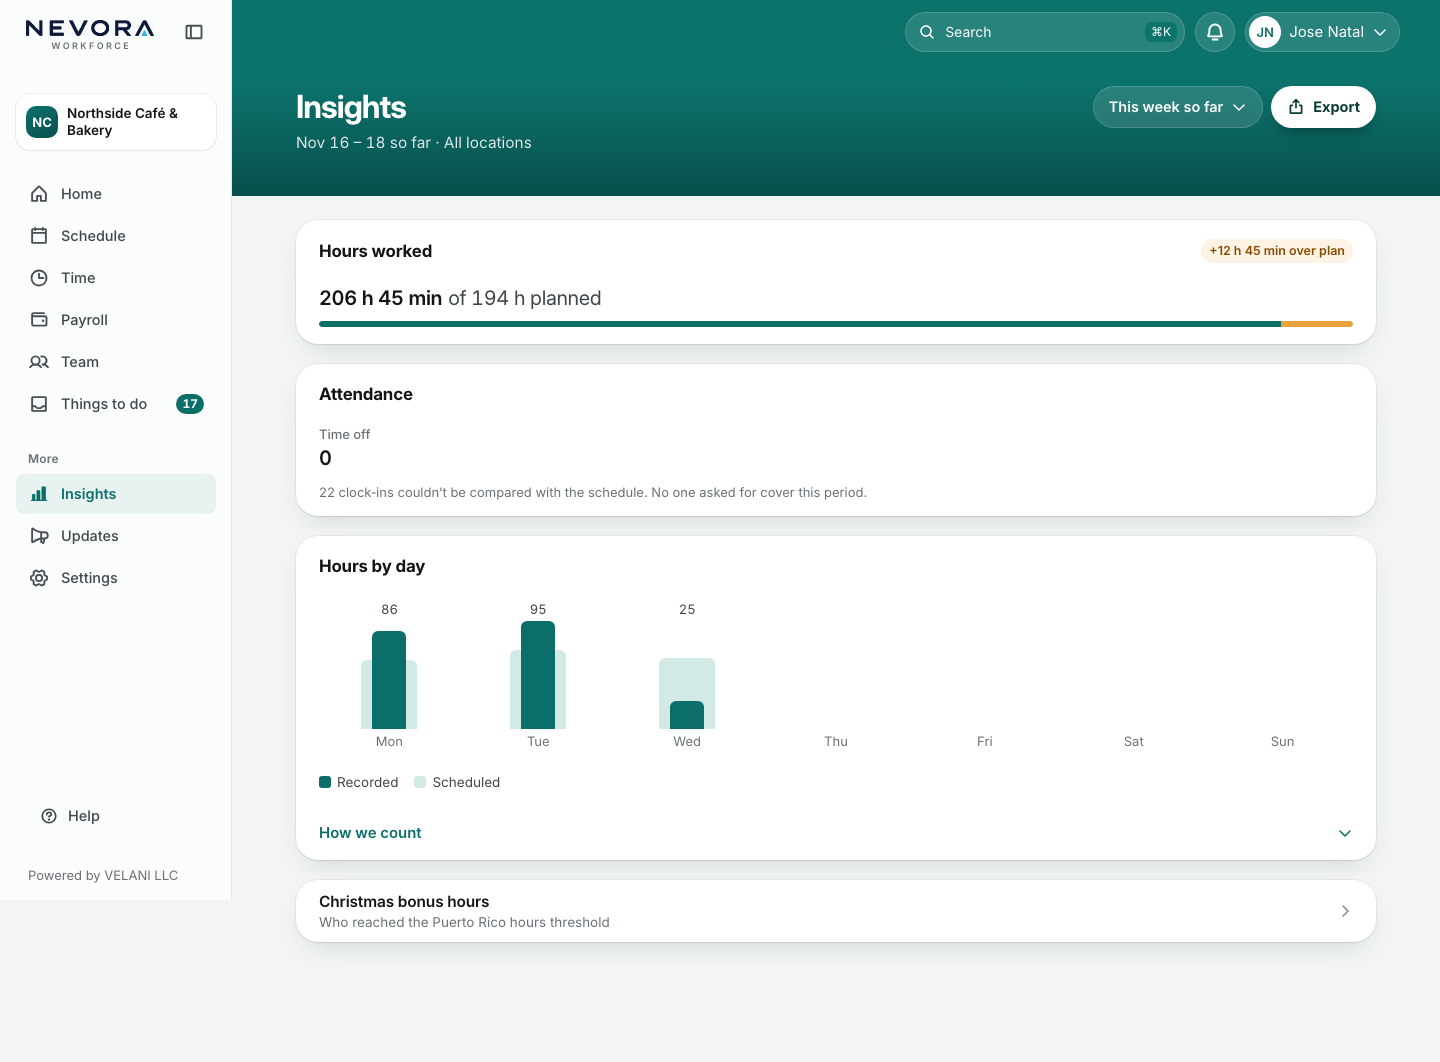 NEVORA
WORKFORCE
Search
⌘K
JN
Jose Natal
NC
Northside Café &
Bakery
Insights
Nov 16 – 18 so far · All locations
This week so far
Export
Home
Schedule
Time
Payroll
Team
Things to do
17
More
Insights
Updates
Settings
Help
Powered by VELANI LLC
Hours worked
+12 h 45 min over plan
206 h 45 min of 194 h planned
Attendance
Time off
0
22 clock-ins couldn’t be compared with the schedule. No one asked for cover this period.
Hours by day
86
95
25
Mon
Tue
Wed
Thu
Fri
Sat
Sun
Recorded
Scheduled
How we count
Christmas bonus hours
Who reached the Puerto Rico hours threshold